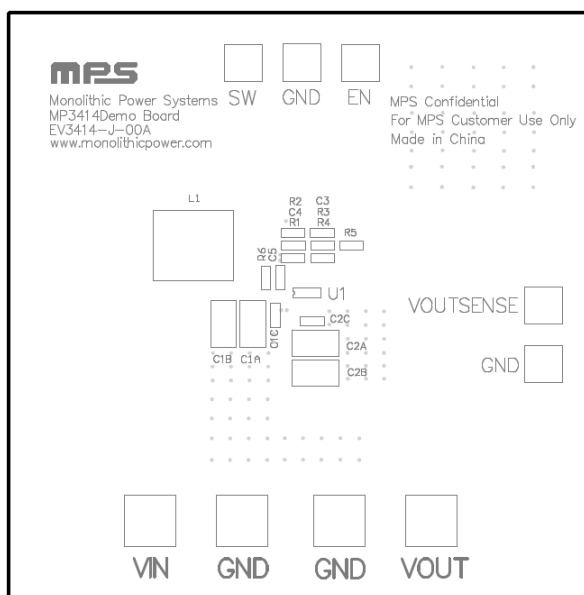 mps
Monolithic Power Systems
MP3414Demo Board
EV3414-J-00A
www.monolithicpower.com
SW GND EN
MPS Confidential
For MPS Customer Use Only
Made in China
L1
R2 C3
C4 R3
R1 R4
R5
R6
C5
U1
C1B
C1A
C1C
C2C
C2A
C2B
VOUTSENSE
GND
VIN GND GND VOUT